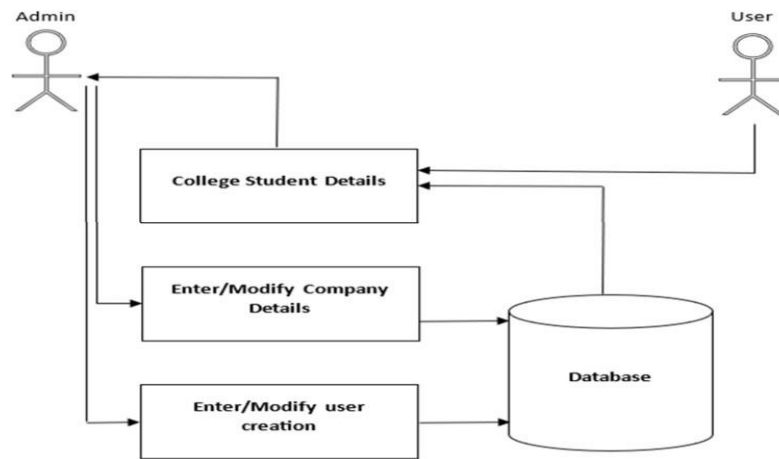 Admin
User
College Student Details
Enter/Modify Company
Details
Database
Enter/Modify user
creation